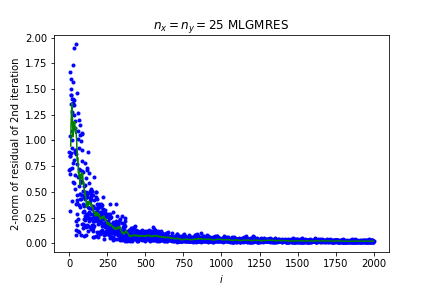 $n_x = n_y = 25$ MLGMRES
2-norm of residual of 2nd iteration
2.00
1.75
1.50
1.25
1.00
0.75
0.50
0.25
0.00
0 250 500 750 1000 1250 1500 1750 2000
i